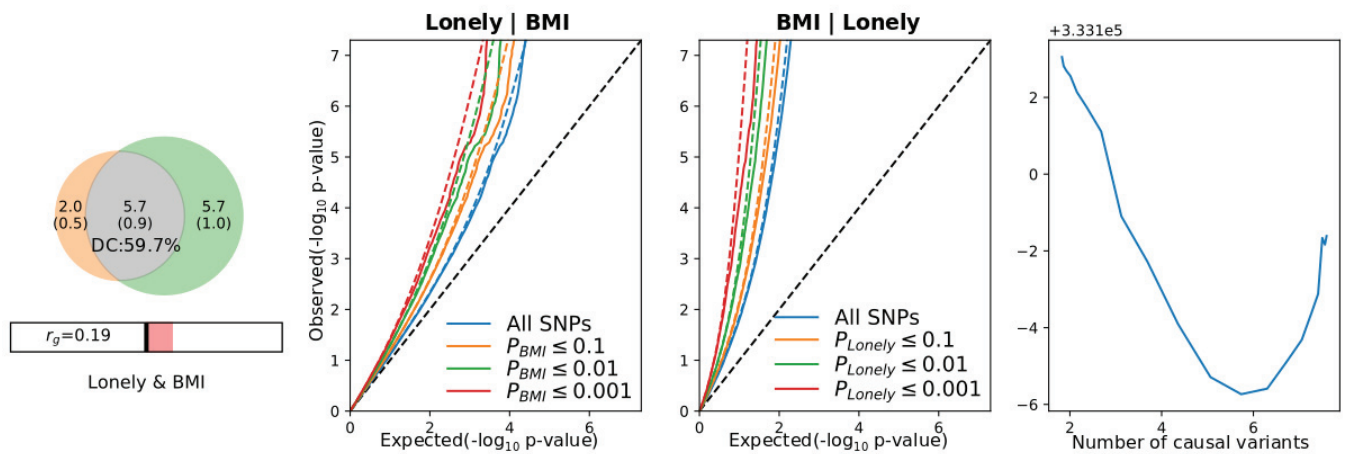 2.0
(0.5)
5.7
(0.9)
DC:59.7%
5.7
(1.0)
r_g=0.19
Lonely & BMI
Lonely | BMI
Observed(-log10 p-value)
7
6
5
4
3
2
1
0
0 2 4 6
Expected(-log10 p-value)
All SNPs
P_BMI ≤ 0.1
P_BMI ≤ 0.01
P_BMI ≤ 0.001
BMI | Lonely
7
6
5
4
3
2
1
0
0 2 4 6
Expected(-log10 p-value)
All SNPs
P_Lonely ≤ 0.1
P_Lonely ≤ 0.01
P_Lonely ≤ 0.001
+3.331e5
2
0
−2
−4
−6
2 4 6
Number of causal variants